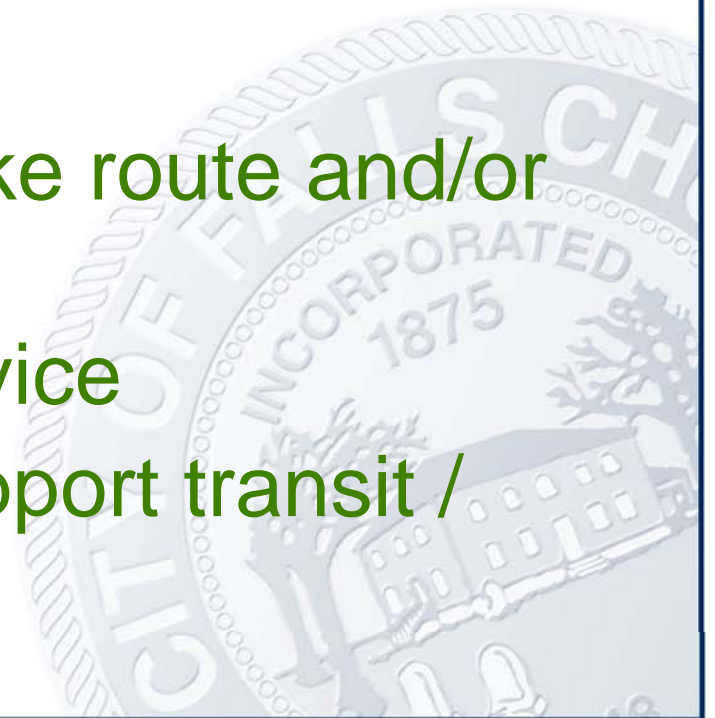 ke route and/or
vice
port transit /
CITY OF FALLS CH
INCORPORATED
1875